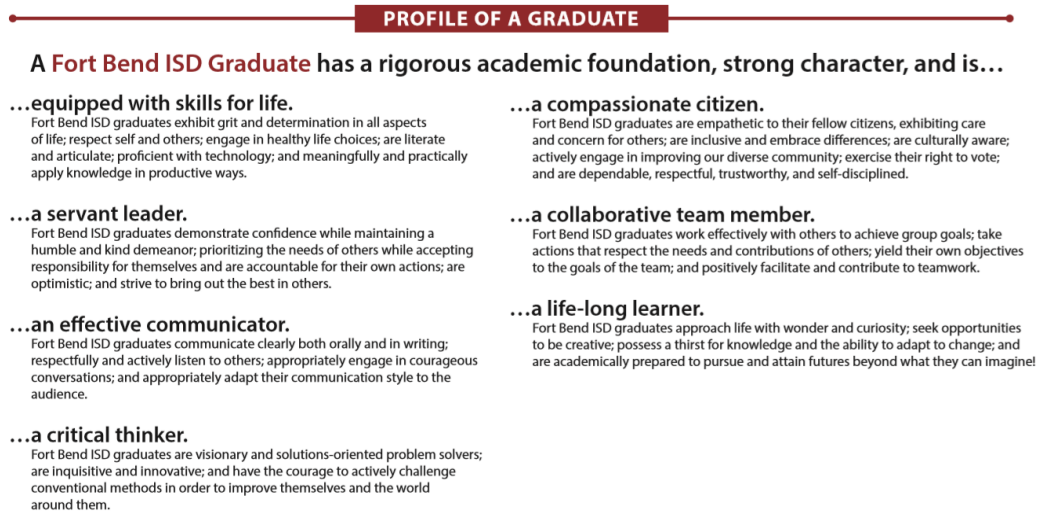 PROFILE OF A GRADUATE
A Fort Bend ISD Graduate has a rigorous academic foundation, strong character, and is…
…equipped with skills for life.
Fort Bend ISD graduates exhibit grit and determination in all aspects
of life; respect self and others; engage in healthy life choices; are literate
and articulate; proficient with technology; and meaningfully and practically
apply knowledge in productive ways.
…a servant leader.
Fort Bend ISD graduates demonstrate confidence while maintaining a
humble and kind demeanor; prioritizing the needs of others while accepting
responsibility for themselves and are accountable for their own actions; are
optimistic; and strive to bring out the best in others.
…an effective communicator.
Fort Bend ISD graduates communicate clearly both orally and in writing;
respectfully and actively listen to others; appropriately engage in courageous
conversations; and appropriately adapt their communication style to the
audience.
…a critical thinker.
Fort Bend ISD graduates are visionary and solutions-oriented problem solvers;
are inquisitive and innovative; and have the courage to actively challenge
conventional methods in order to improve themselves and the world
around them.
…a compassionate citizen.
Fort Bend ISD graduates are empathetic to their fellow citizens, exhibiting care
and concern for others; are inclusive and embrace differences; are culturally aware;
actively engage in improving our diverse community; exercise their right to vote;
and are dependable, respectful, trustworthy, and self-disciplined.
…a collaborative team member.
Fort Bend ISD graduates work effectively with others to achieve group goals; take
actions that respect the needs and contributions of others; yield their own objectives
to the goals of the team; and positively facilitate and contribute to teamwork.
…a life-long learner.
Fort Bend ISD graduates approach life with wonder and curiosity; seek opportunities
to be creative; possess a thirst for knowledge and the ability to adapt to change; and
are academically prepared to pursue and attain futures beyond what they can imagine!